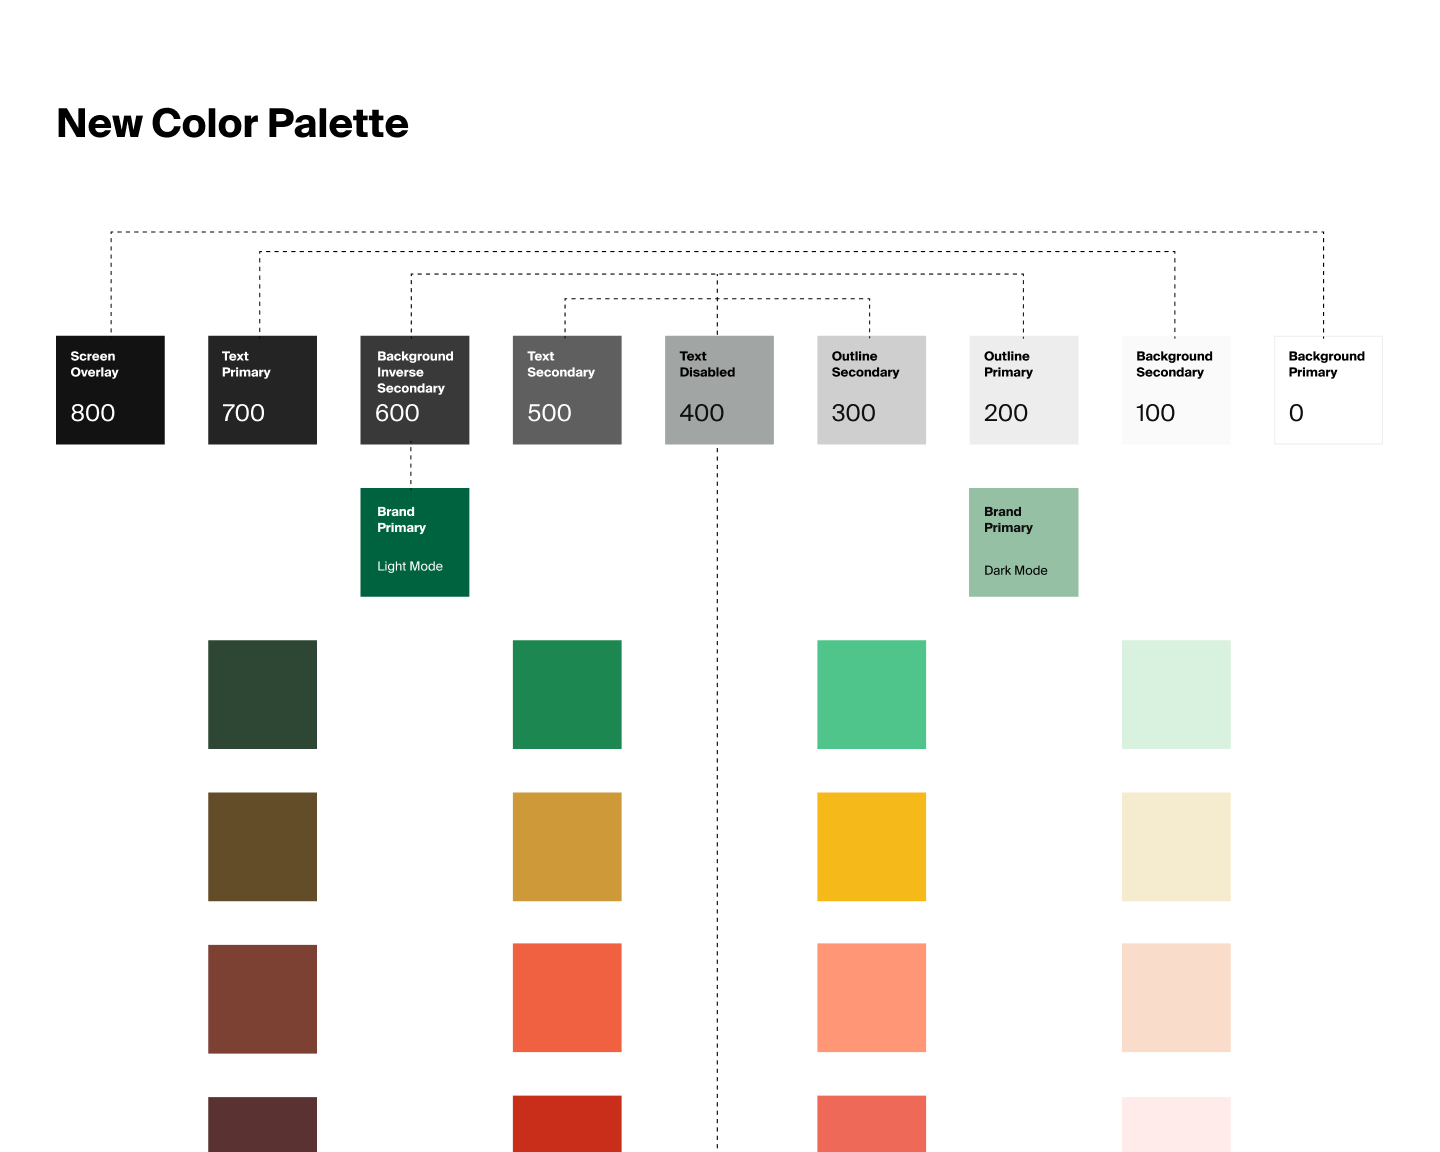 New Color Palette
Screen
Overlay
800
Text
Primary
700
Background
Inverse
Secondary
600
Text
Secondary
500
Text
Disabled
400
Outline
Secondary
300
Outline
Primary
200
Background
Secondary
100
Background
Primary
0
Brand
Primary
Light Mode
Brand
Primary
Dark Mode